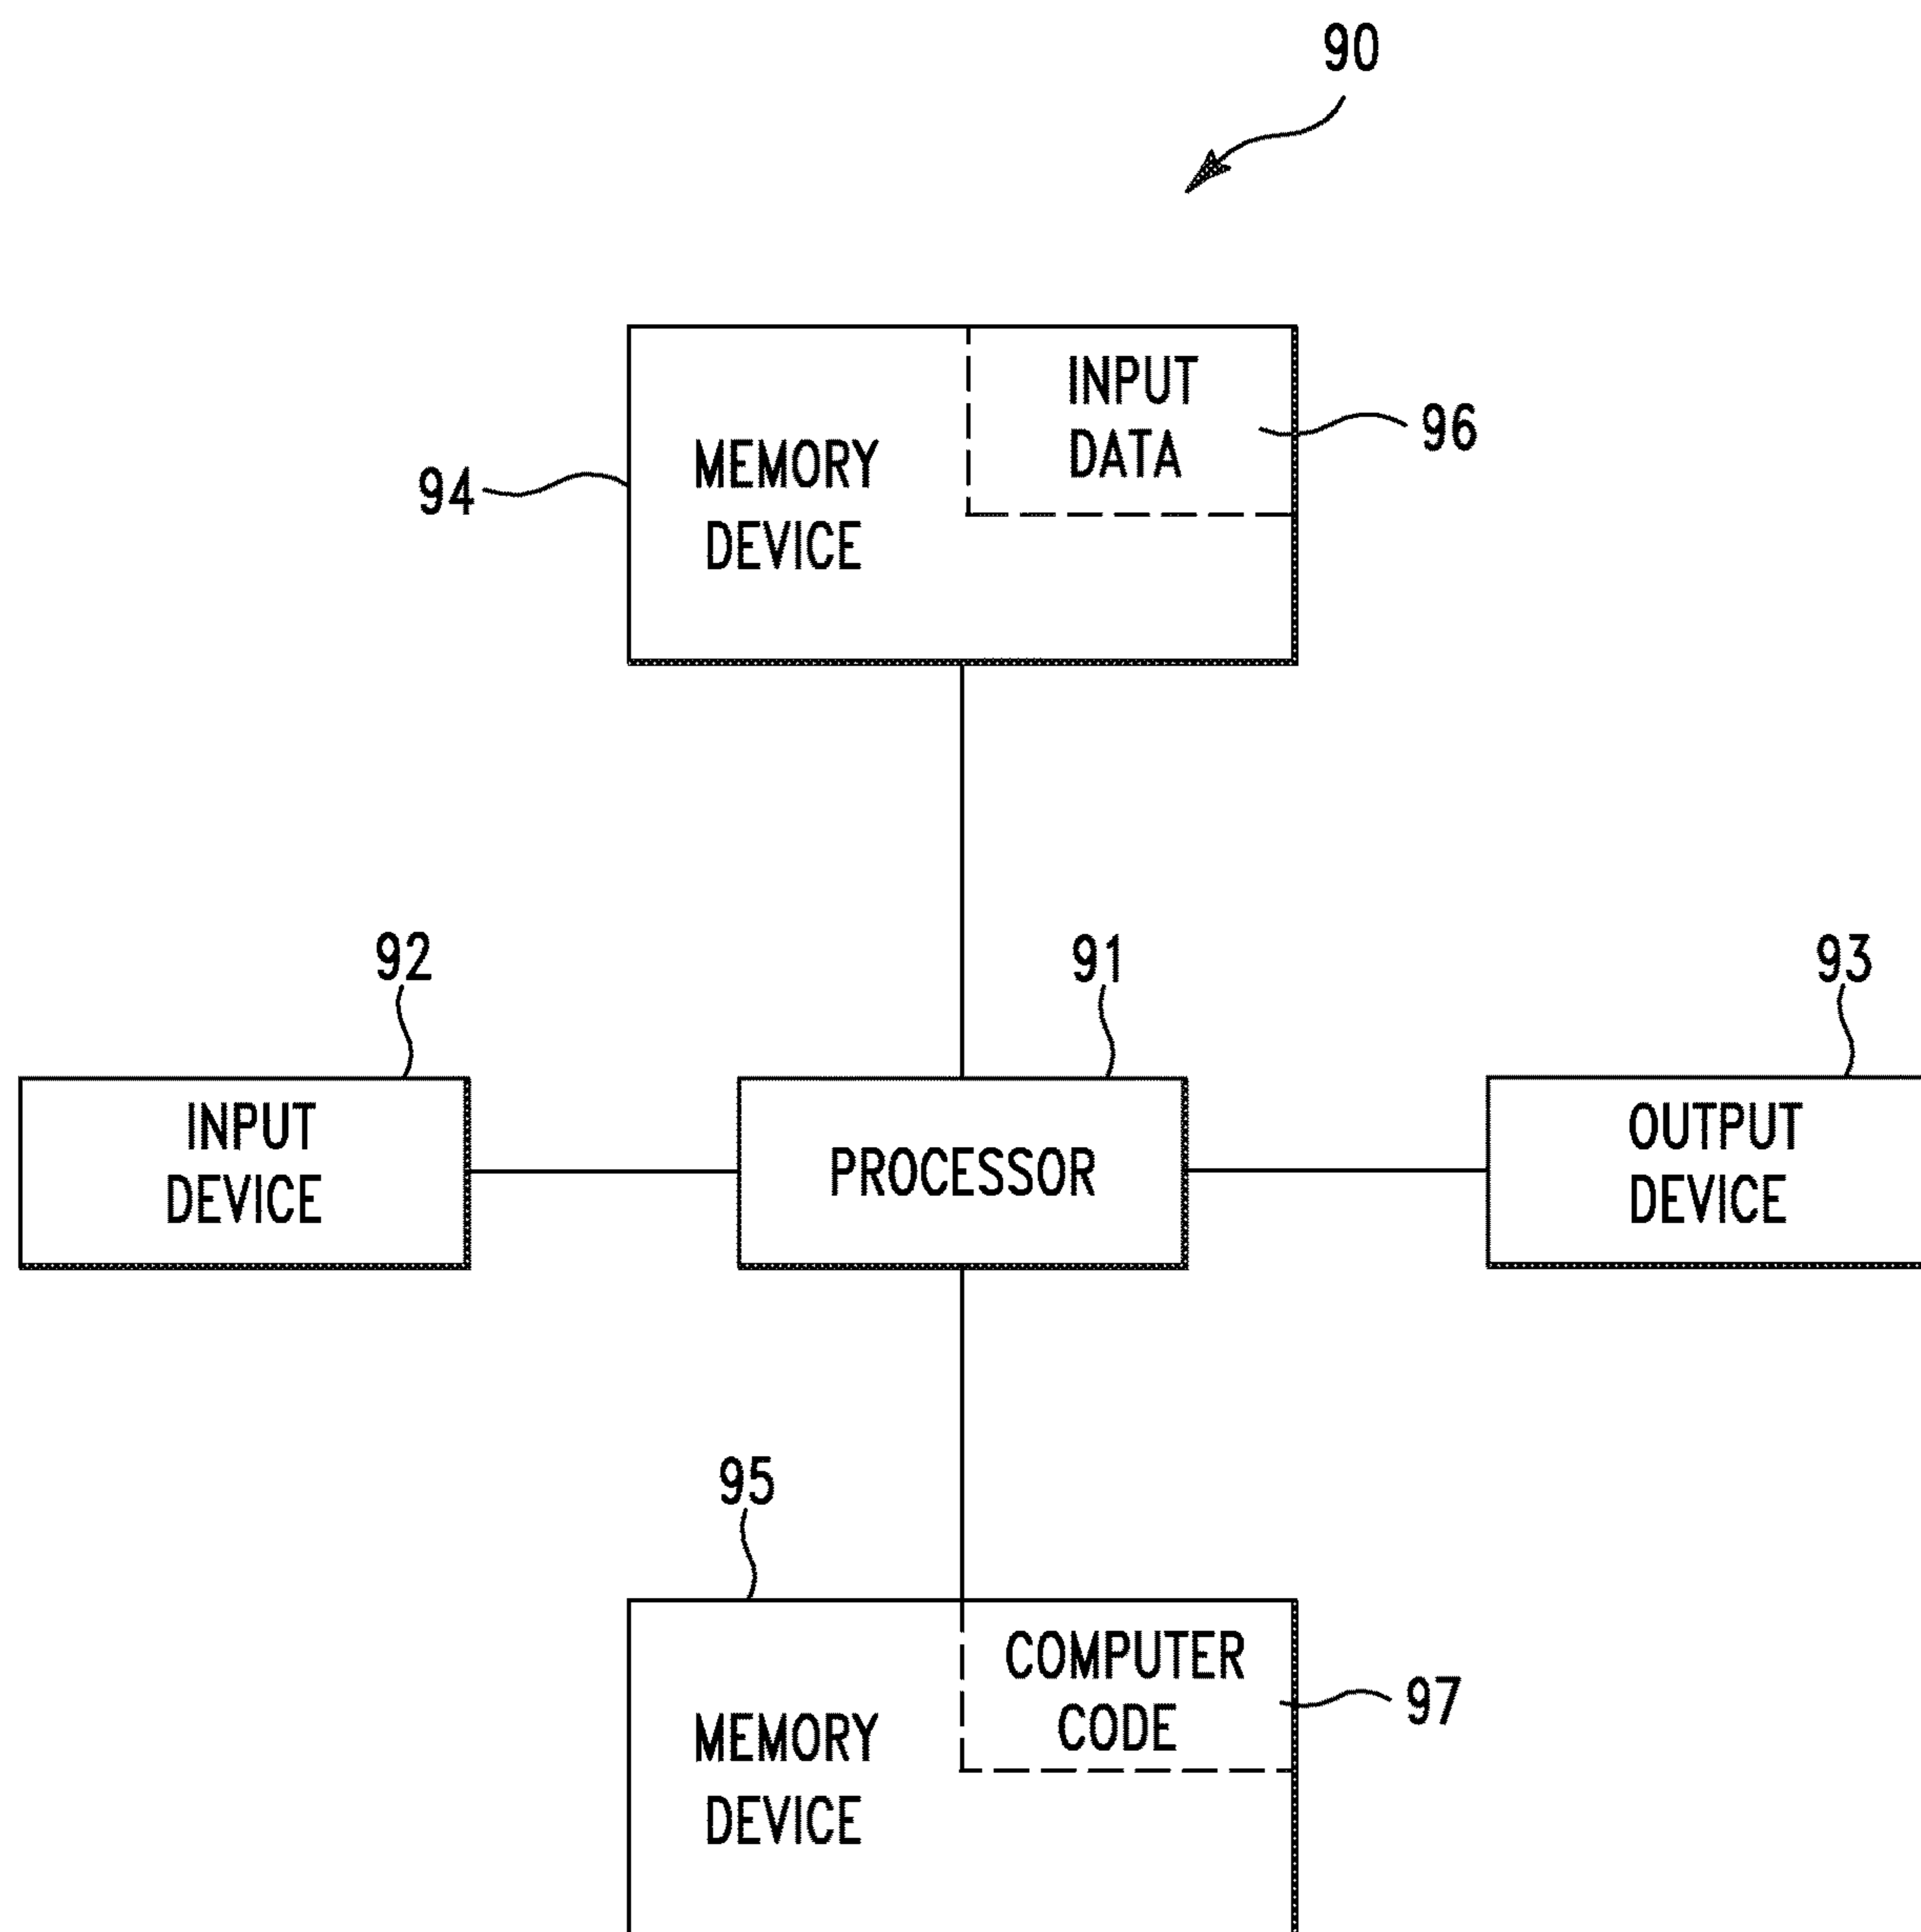 90
INPUT
DATA
96
MEMORY
DEVICE
94
92
91
93
INPUT
DEVICE
PROCESSOR
OUTPUT
DEVICE
95
COMPUTER
CODE
97
MEMORY
DEVICE